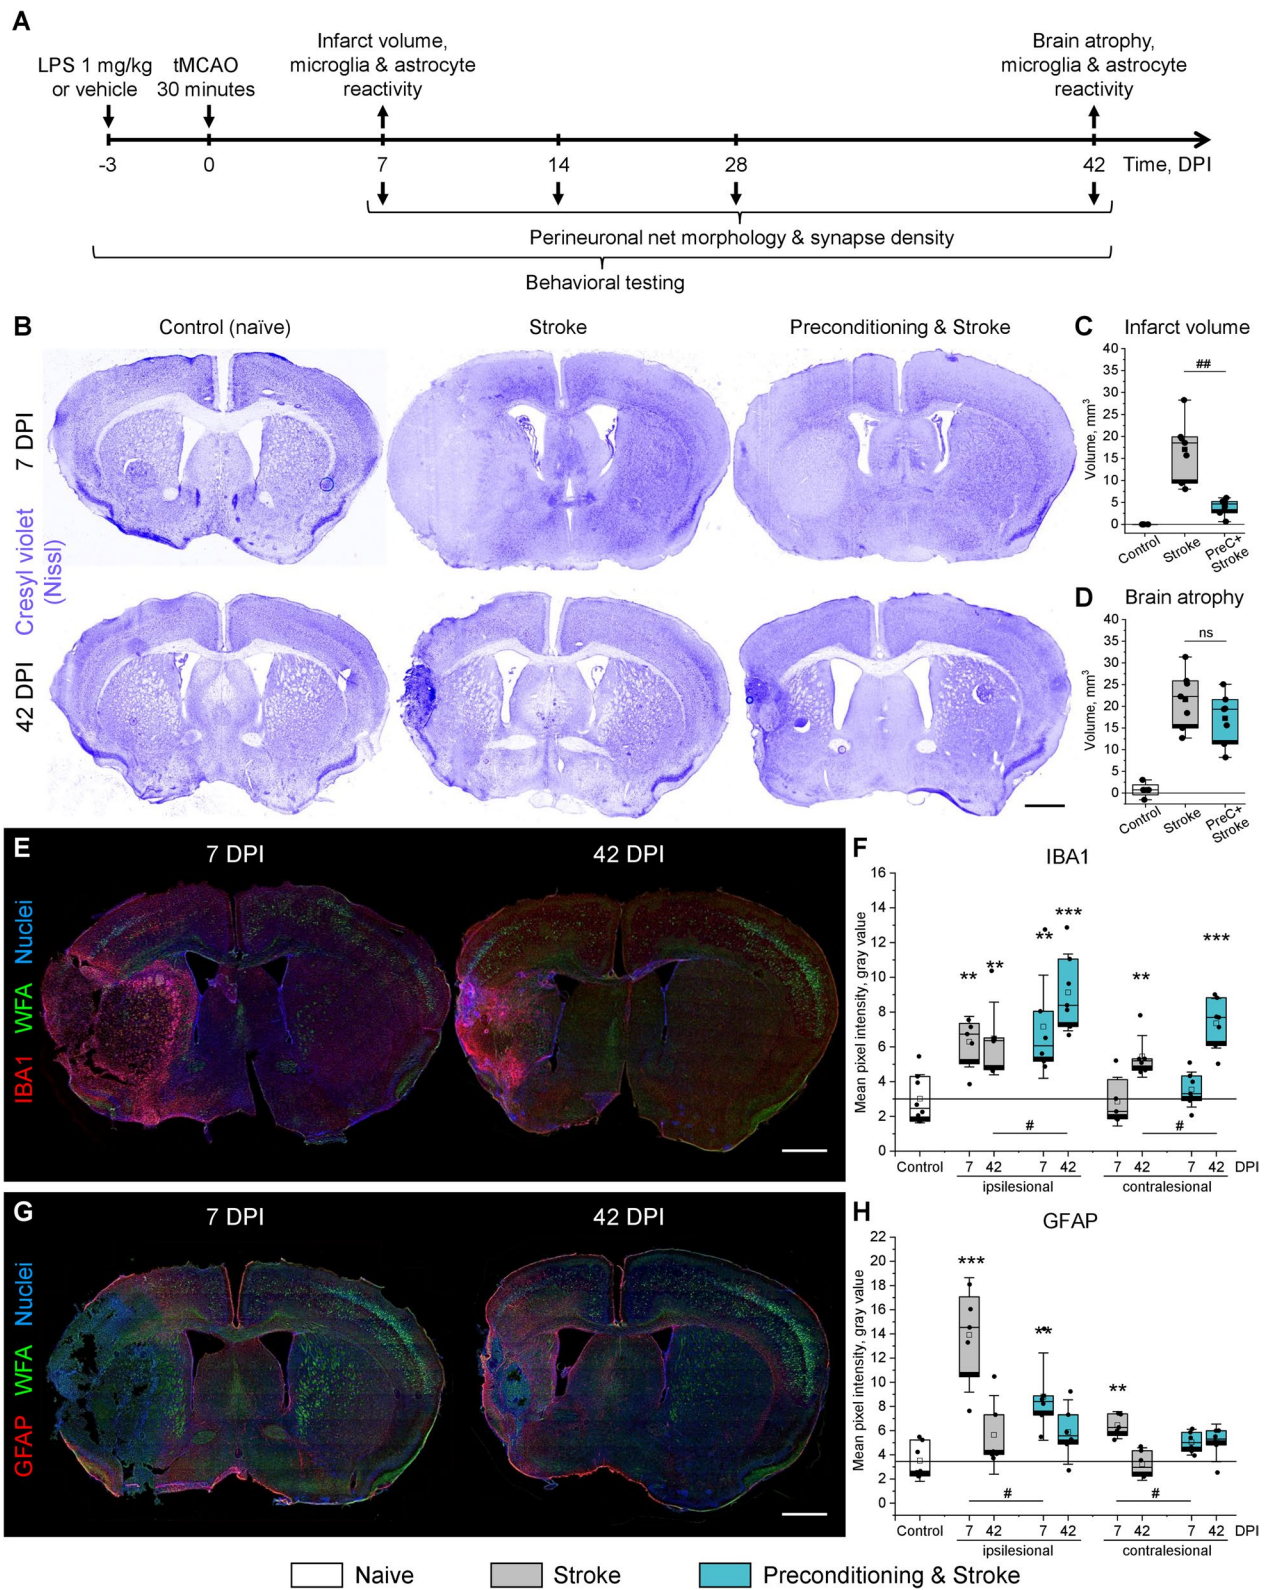 A
LPS 1 mg/kg
or vehicle
tMCAO
30 minutes
Infarct volume,
microglia & astrocyte
reactivity
Brain atrophy,
microglia & astrocyte
reactivity
-3 0 7 14 28 42 Time, DPI
Perineuronal net morphology & synapse density
Behavioral testing
B
Control (naïve) Stroke Preconditioning & Stroke
7 DPI
42 DPI
Cresyl violet
(Nissl)
C Infarct volume
Volume, mm³
40
35
30
25
20
15
10
5
0
##
Control
Stroke
PreC+
Stroke
D Brain atrophy
Volume, mm³
40
35
30
25
20
15
10
5
0
ns
Control
Stroke
PreC+
Stroke
E
7 DPI 42 DPI
IBA1 WFA Nuclei
F
IBA1
Mean pixel intensity, gray value
16
14
12
10
8
6
4
2
0
** ** ** *** ** ***
# #
Control 7 42 7 42 7 42 7 42 DPI
ipsilesional contralesional
G
7 DPI 42 DPI
GFAP WFA Nuclei
H
GFAP
Mean pixel intensity, gray value
22
20
18
16
14
12
10
8
6
4
2
0
*** ** **
# #
Control 7 42 7 42 7 42 7 42 DPI
ipsilesional contralesional
Naive Stroke Preconditioning & Stroke